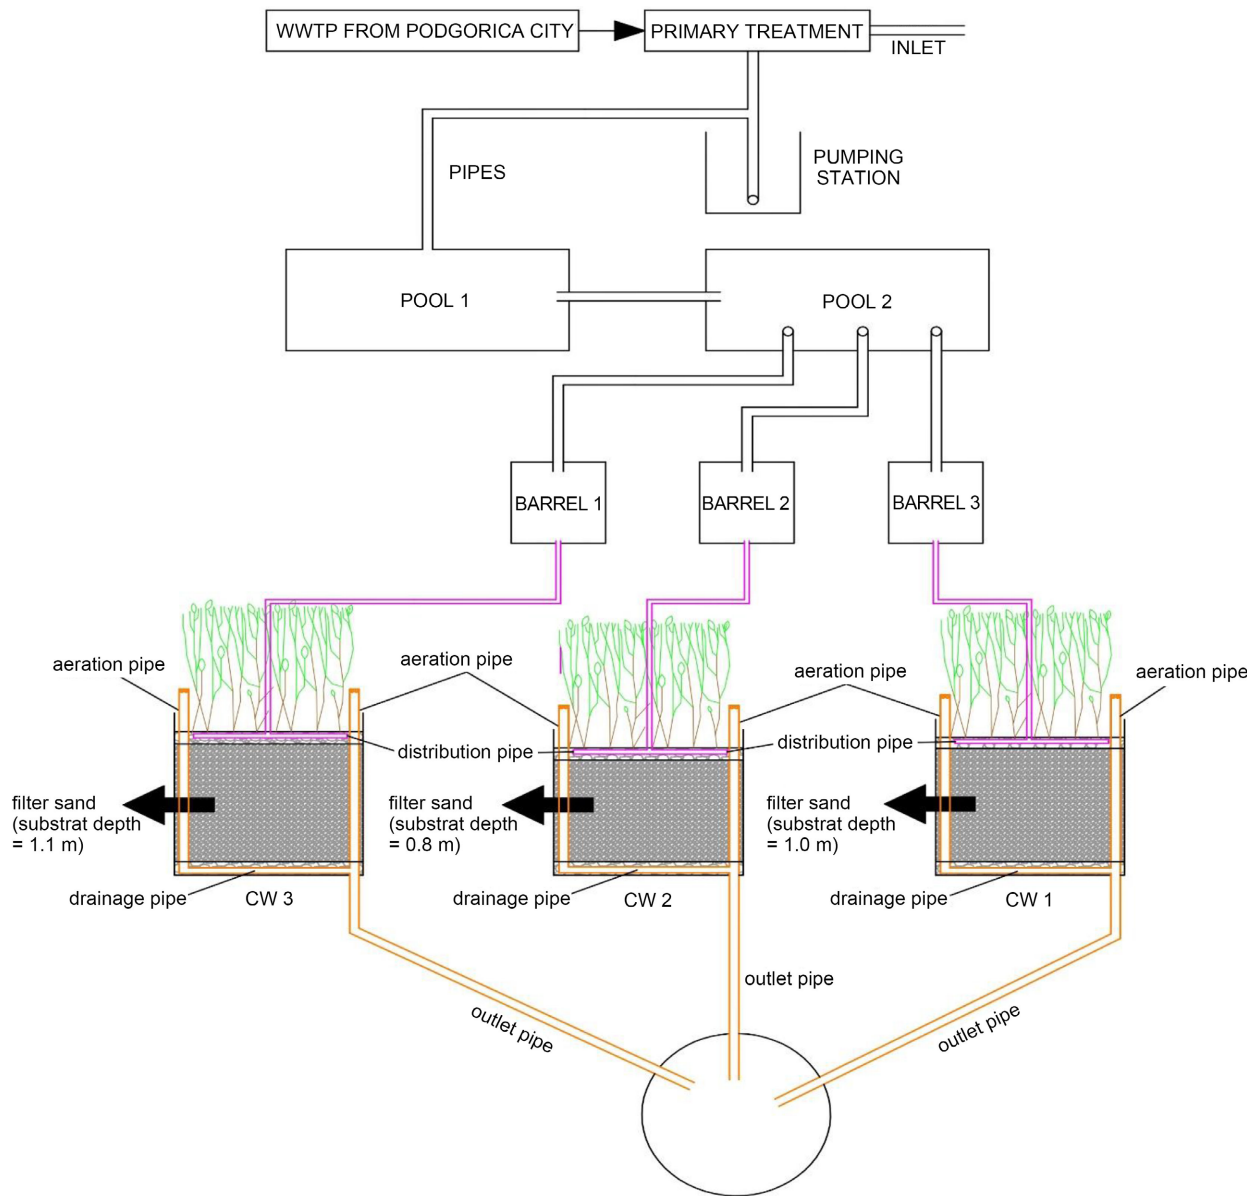 WWTP FROM PODGORICA CITY
PRIMARY TREATMENT
INLET
PIPES
PUMPING
STATION
POOL 1
POOL 2
BARREL 1
BARREL 2
BARREL 3
aeration pipe
aeration pipe
aeration pipe
aeration pipe
distribution pipe
distribution pipe
filter sand
(substrat depth
= 1.1 m)
filter sand
(substrat depth
= 0.8 m)
filter sand
(substrat depth
= 1.0 m)
drainage pipe
CW 3
drainage pipe
CW 2
drainage pipe
CW 1
outlet pipe
outlet pipe
outlet pipe